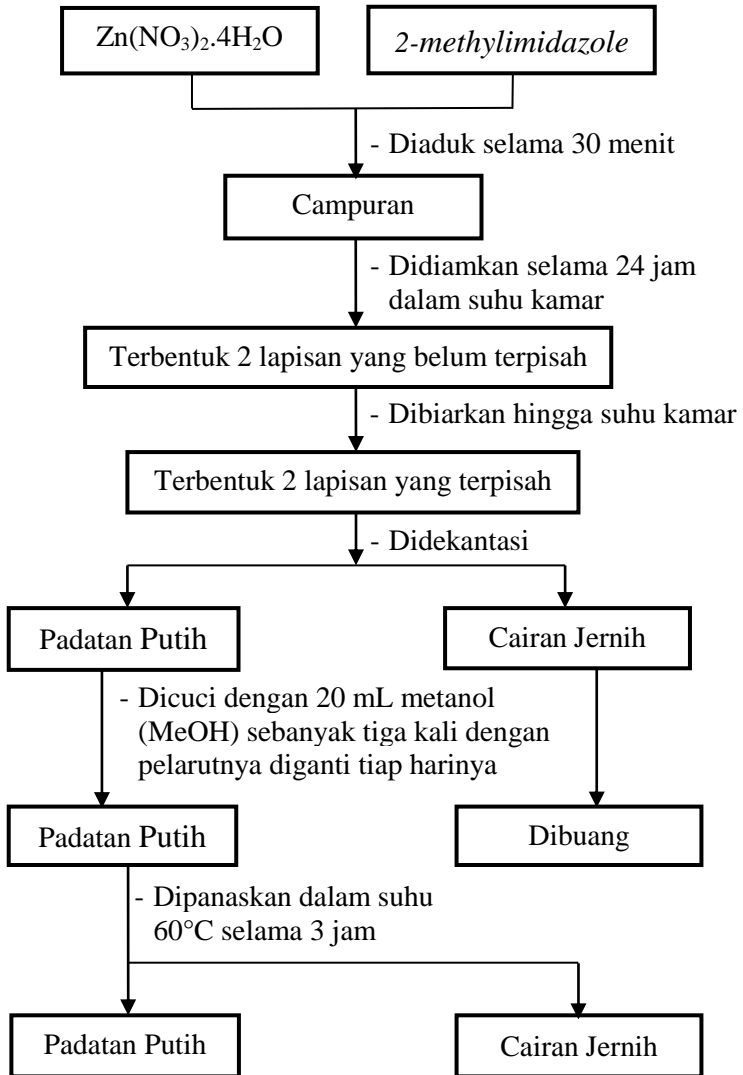 Zn(NO₃)₂.4H₂O
2-methylimidazole
- Diaduk selama 30 menit
Campuran
- Didiamkan selama 24 jam
dalam suhu kamar
Terbentuk 2 lapisan yang belum terpisah
- Dibiarkan hingga suhu kamar
Terbentuk 2 lapisan yang terpisah
- Didekantasi
Padatan Putih
Cairan Jernih
- Dicuci dengan 20 mL metanol
(MeOH) sebanyak tiga kali dengan
pelarutnya diganti tiap harinya
Padatan Putih
Dibuang
- Dipanaskan dalam suhu
60°C selama 3 jam
Padatan Putih
Cairan Jernih